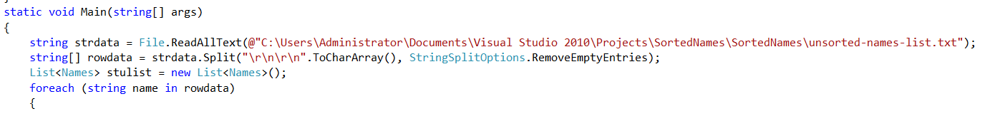 static void Main(string[] args)
{
string strdata = File.ReadAllText(@"C:\Users\Administrator\Documents\Visual Studio 2010\Projects\SortedNames\SortedNames\unsorted-names-list.txt");
string[] rowdata = strdata.Split("\r\n\r\n".ToCharArray(), StringSplitOptions.RemoveEmptyEntries);
List<Names> stulist = new List<Names>();
foreach (string name in rowdata)
{